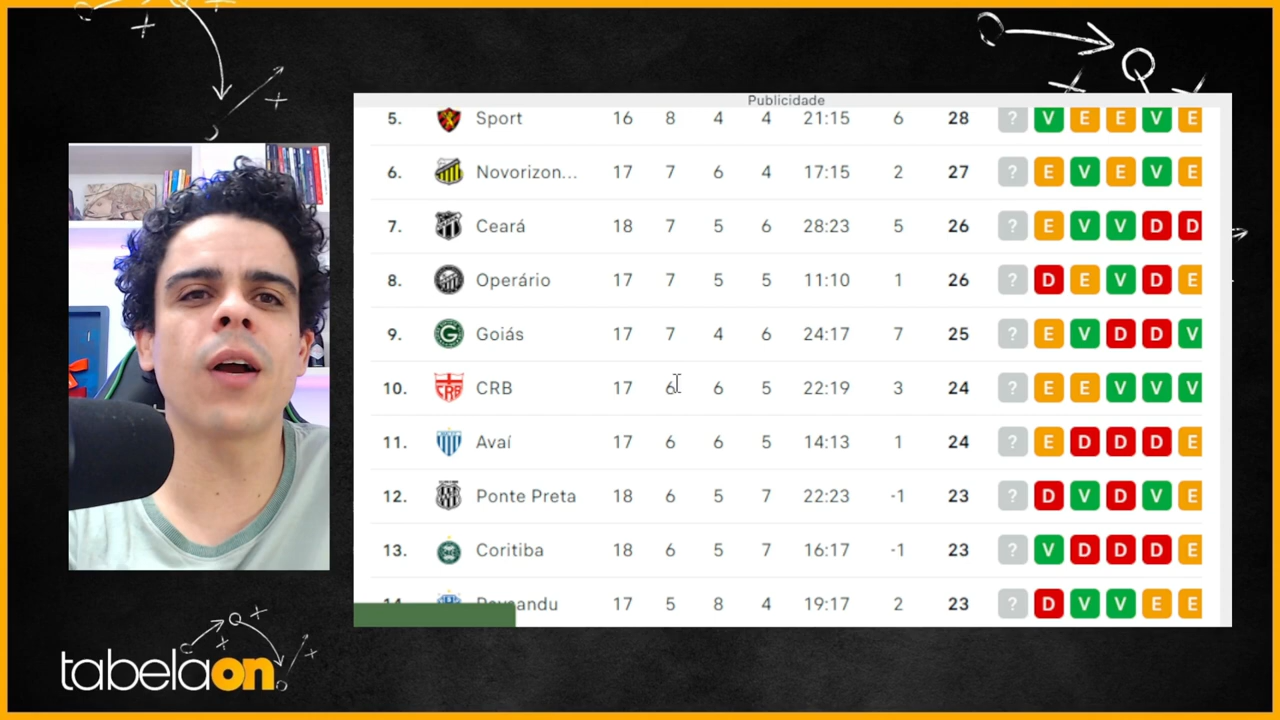 Publicidade
5. Sport 16 8 4 4 21:15 6 28 ? V E E V E
6. Novorizon... 17 7 6 4 17:15 2 27 ? E V E V E
7. Ceará 18 7 5 6 28:23 5 26 ? E V V D D
8. Operário 17 7 5 5 11:10 1 26 ? D E V D E
9. Goiás 17 7 4 6 24:17 7 25 ? E V D D V
10. CRB 17 6 6 5 22:19 3 24 ? E E V V V
11. Avaí 17 6 6 5 14:13 1 24 ? E D D D E
12. Ponte Preta 18 6 5 7 22:23 -1 23 ? D V D V E
13. Coritiba 18 6 5 7 16:17 -1 23 ? V D D D E
14. Paysandu 17 5 8 4 19:17 2 23 ? D V V E E
tabelaon